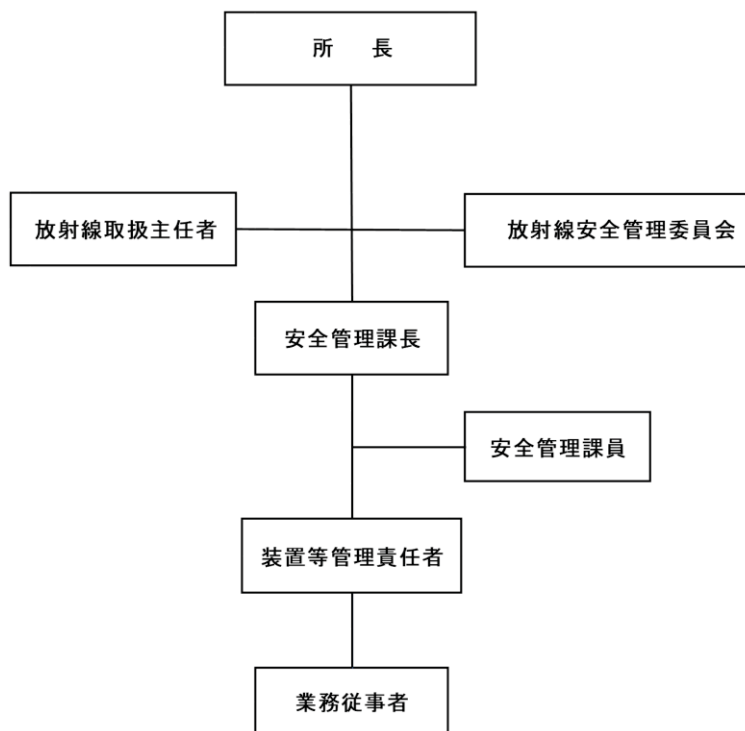 所　長
放射線取扱主任者
放射線安全管理委員会
安全管理課長
安全管理課員
装置等管理責任者
業務従事者